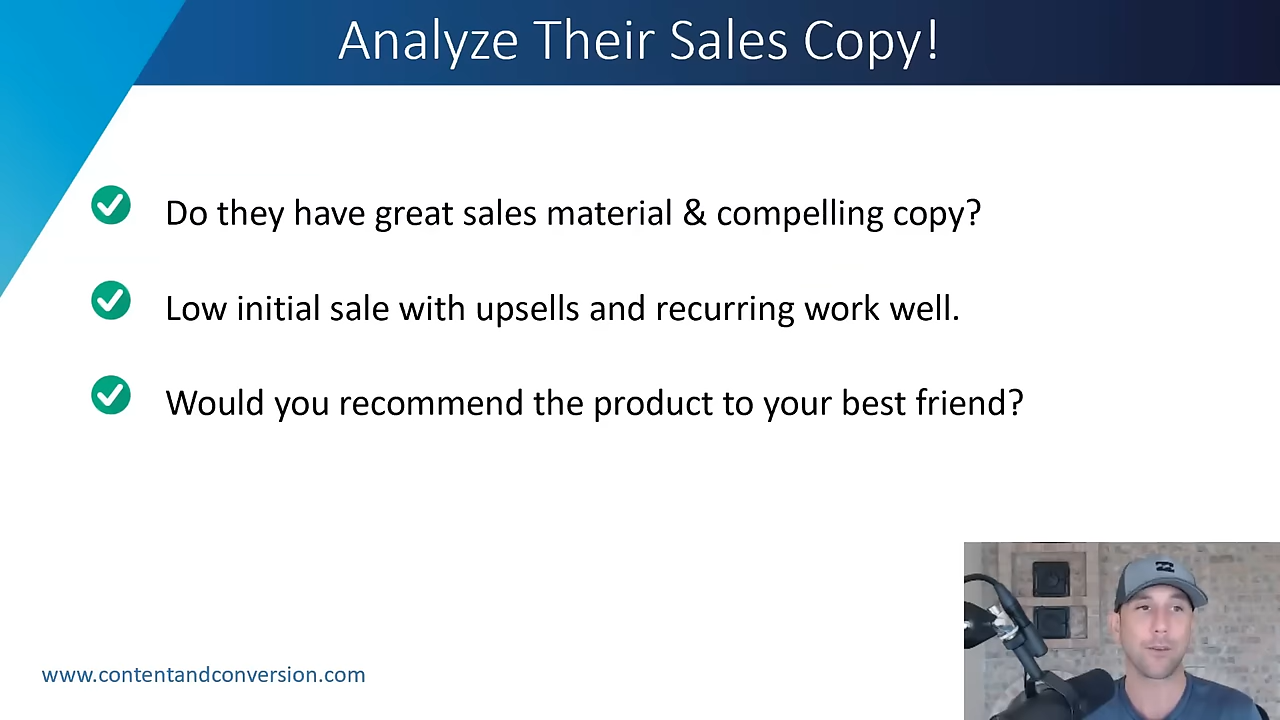 Analyze Their Sales Copy!
Do they have great sales material & compelling copy?
Low initial sale with upsells and recurring work well.
Would you recommend the product to your best friend?
www.contentandconversion.com